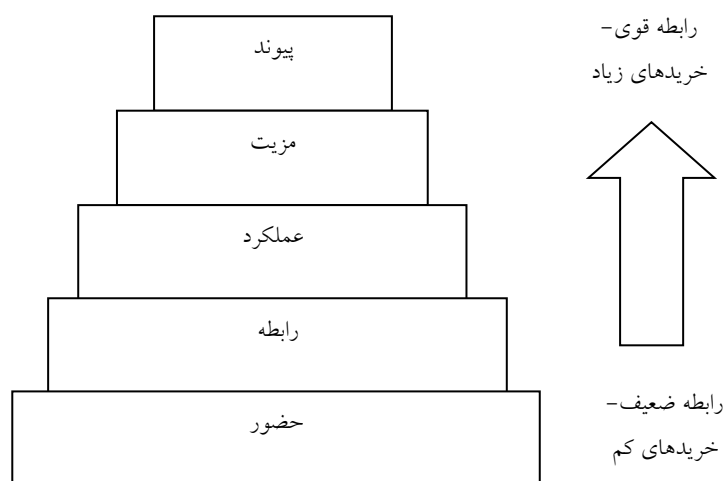 پیوند
مزیت
عملکرد
رابطه
حضور
رابطه قوی-
خریدهای زیاد
رابطه ضعیف-
خریدهای کم